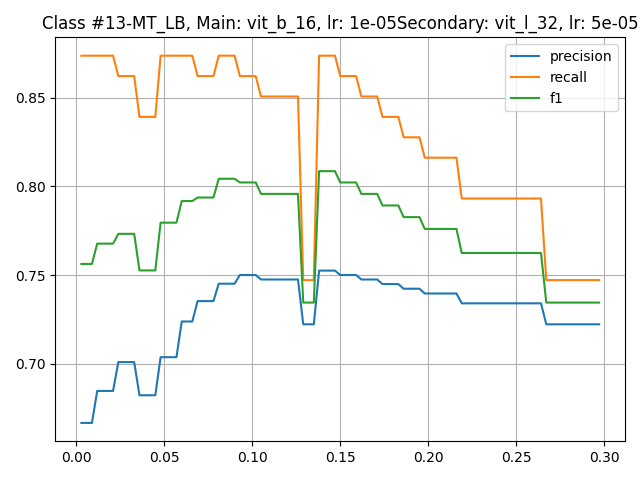 Class #13-MT_LB, Main: vit_b_16, lr: 1e-05Secondary: vit_l_32, lr: 5e-05
precision
recall
f1
0.85
0.80
0.75
0.70
0.00 0.05 0.10 0.15 0.20 0.25 0.30